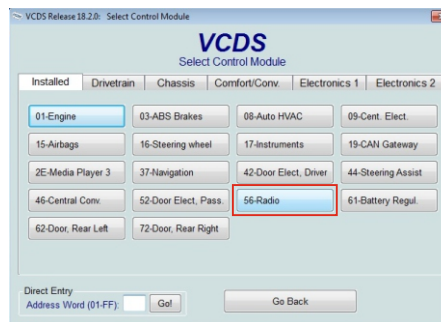 VCDS Release 18.2.0: Select Control Module
VCDS
Select Control Module
Installed Drivetrain Chassis Comfort/Conv. Electronics 1 Electronics 2
01-Engine 03-ABS Brakes 08-Auto HVAC 09-Cent. Elect.
15-Airbags 16-Steering wheel 17-Instruments 19-CAN Gateway
2E-Media Player 3 37-Navigation 42-Door Elect, Driver 44-Steering Assist
46-Central Conv. 52-Door Elect, Pass. 56-Radio 61-Battery Regul.
62-Door, Rear Left 72-Door, Rear Right
Direct Entry
Address Word (01-FF): Go! Go Back